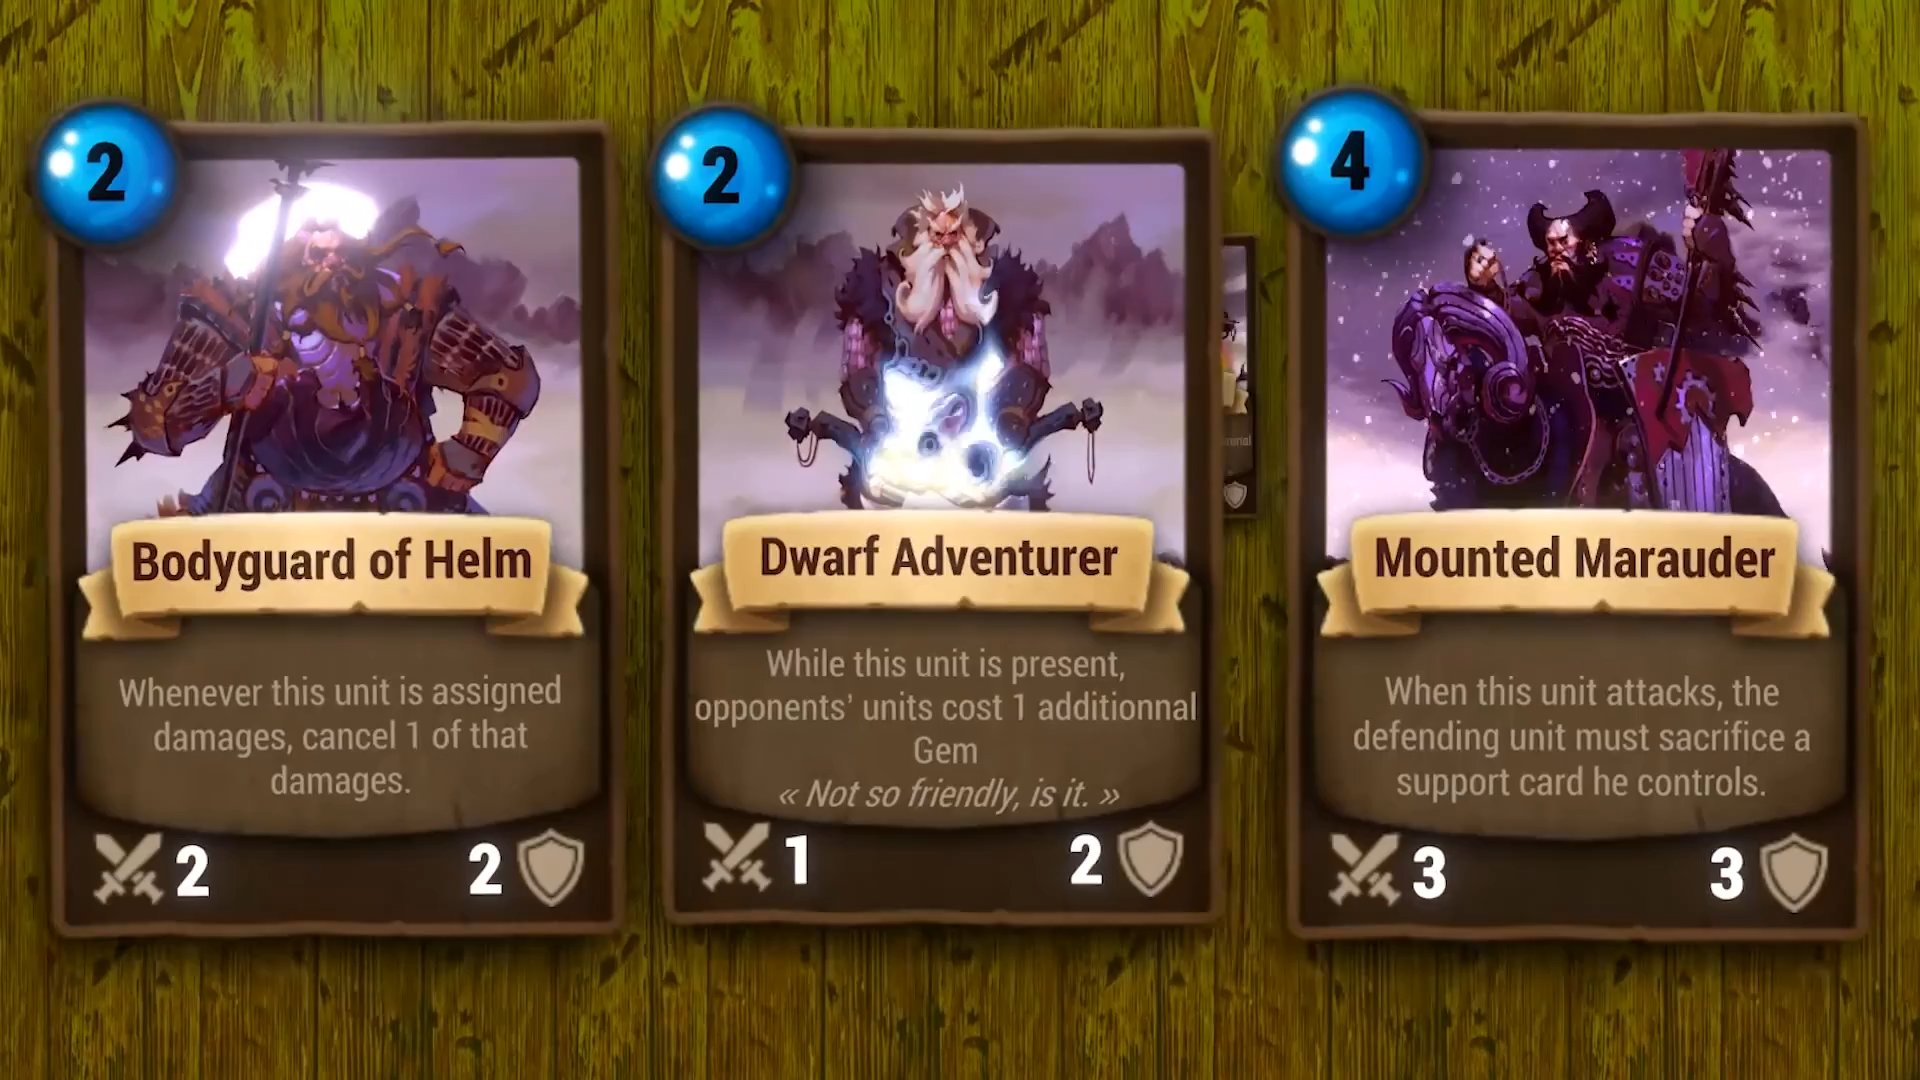 2
Bodyguard of Helm
Whenever this unit is assigned
damages, cancel 1 of that
damages.
2
2
2
Dwarf Adventurer
While this unit is present,
opponents' units cost 1 additionnal
Gem
« Not so friendly, is it. »
1
2
4
Mounted Marauder
When this unit attacks, the
defending unit must sacrifice a
support card he controls.
3
3